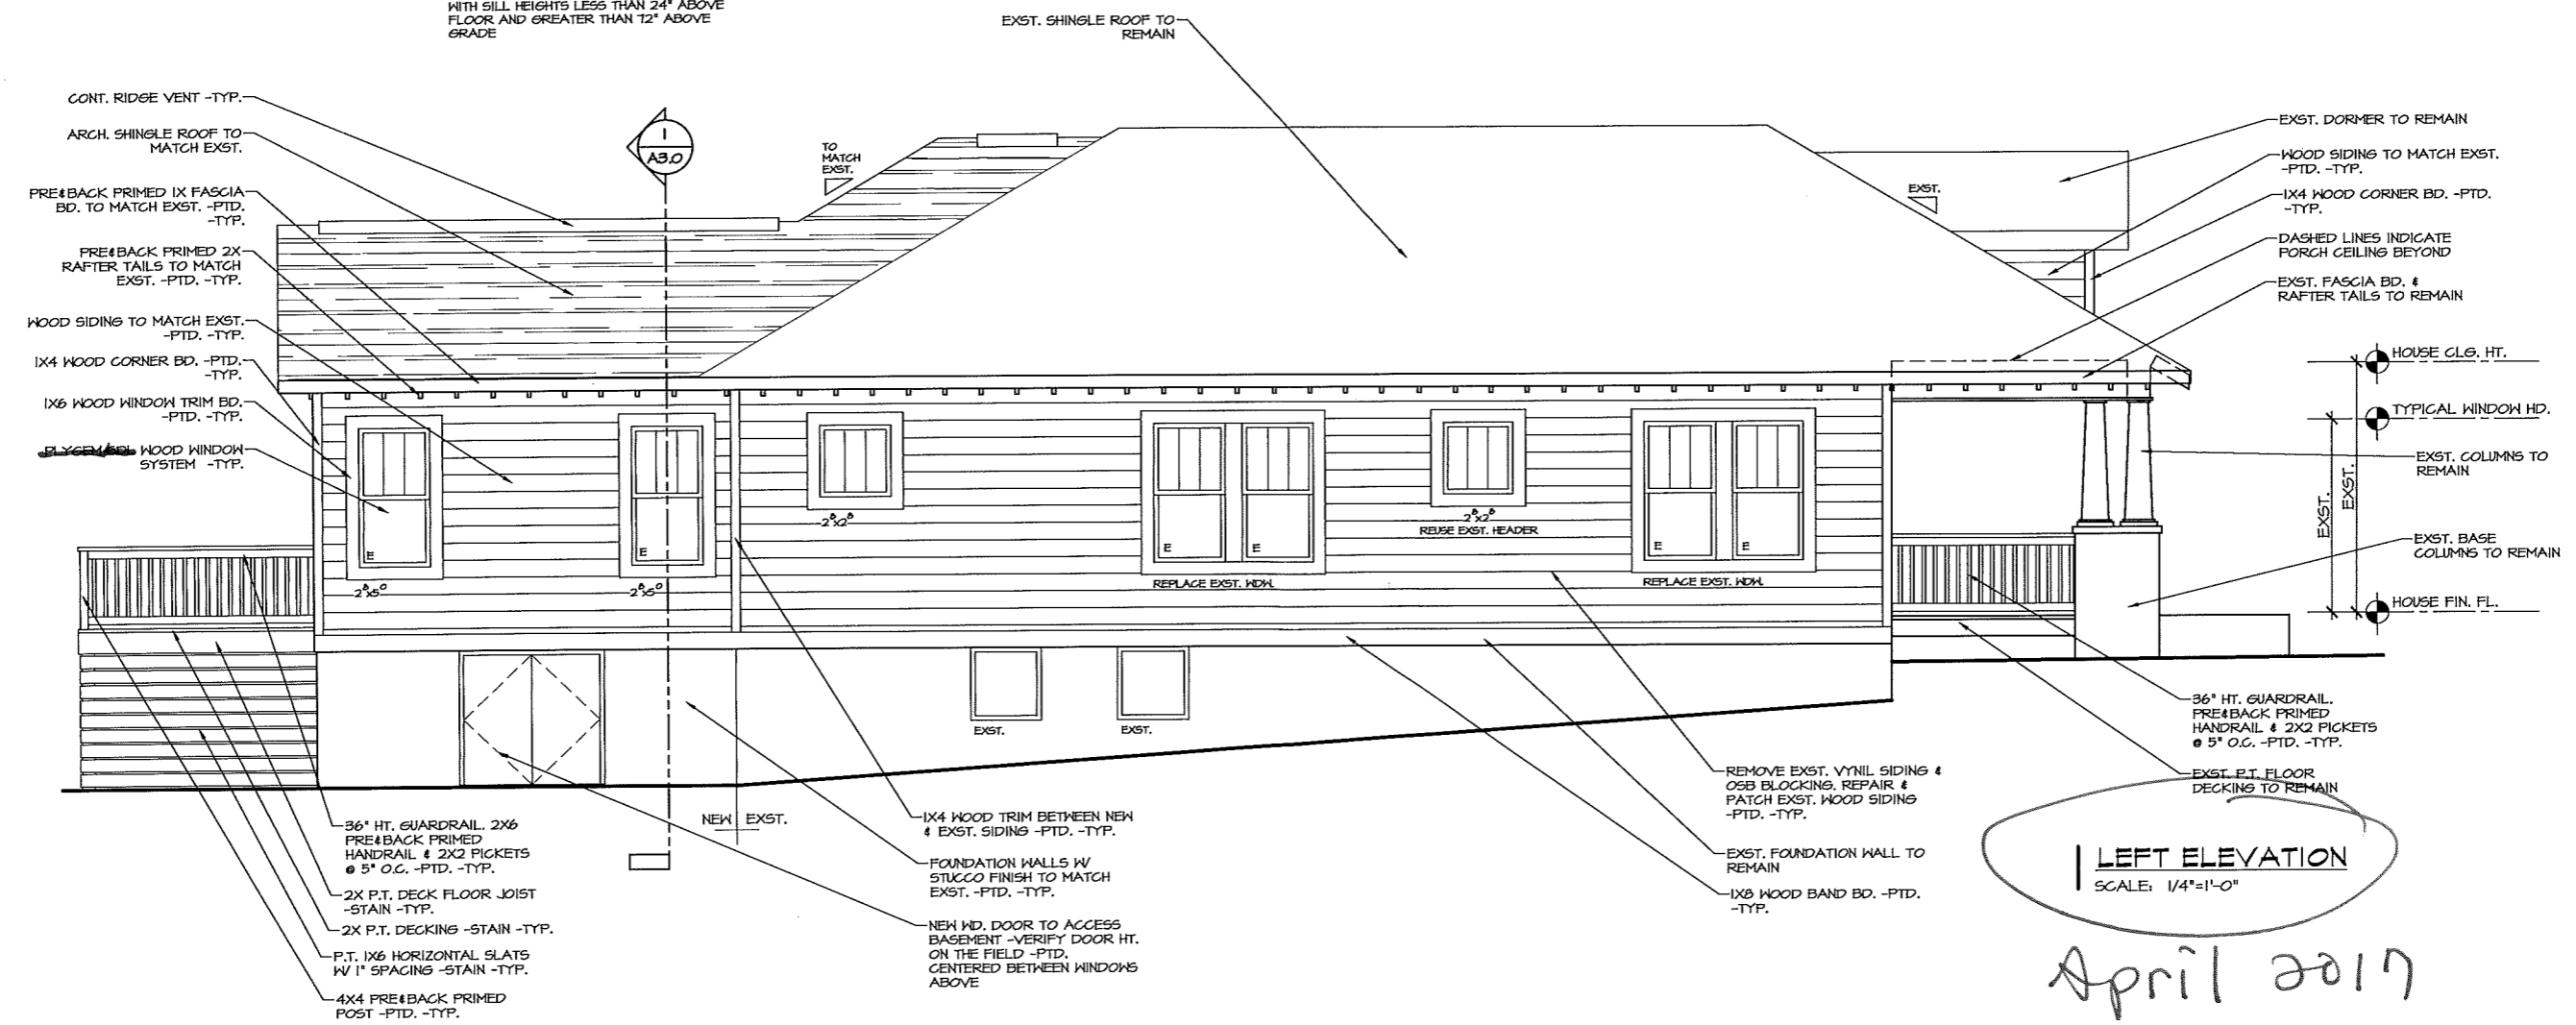 WITH SILL HEIGHTS LESS THAN 24" ABOVE
FLOOR AND GREATER THAN 72" ABOVE
GRADE
EXST. SHINGLE ROOF TO
REMAIN
CONT. RIDGE VENT -TYP.
ARCH. SHINGLE ROOF TO
MATCH EXST.
PRE&BACK PRIMED 1X FASCIA
BD. TO MATCH EXST. -PTD.
-TYP.
PRE&BACK PRIMED 2X
RAFTER TAILS TO MATCH
EXST. -PTD. -TYP.
WOOD SIDING TO MATCH EXST.
-PTD. -TYP.
1X4 WOOD CORNER BD. -PTD.
-TYP.
1X6 WOOD WINDOW TRIM BD.
-PTD. -TYP.
WOOD WINDOW
SYSTEM -TYP.
1
A3.0
TO
MATCH
EXST.
EXST.
EXST. DORMER TO REMAIN
WOOD SIDING TO MATCH EXST.
-PTD. -TYP.
1X4 WOOD CORNER BD. -PTD.
-TYP.
DASHED LINES INDICATE
PORCH CEILING BEYOND
EXST. FASCIA BD. &
RAFTER TAILS TO REMAIN
HOUSE CLG. HT.
TYPICAL WINDOW HD.
EXST. COLUMNS TO
REMAIN
EXST.
EXST.
EXST. BASE
COLUMNS TO REMAIN
HOUSE FIN. FL.
E
E
E
E
E
E
2⁸x5⁰
2⁸x5⁰
2⁸x2⁸
REPLACE EXST. WDW.
2⁸x2⁸
REUSE EXST. HEADER
REPLACE EXST. WDW.
EXST.
EXST.
NEW
EXST.
36" HT. GUARDRAIL. 2X6
PRE&BACK PRIMED
HANDRAIL & 2X2 PICKETS
@ 5" O.C. -PTD. -TYP.
2X P.T. DECK FLOOR JOIST
-STAIN -TYP.
2X P.T. DECKING -STAIN -TYP.
P.T. 1X6 HORIZONTAL SLATS
W/ 1" SPACING -STAIN -TYP.
4X4 PRE&BACK PRIMED
POST -PTD. -TYP.
1X4 WOOD TRIM BETWEEN NEW
& EXST. SIDING -PTD. -TYP.
FOUNDATION WALLS W/
STUCCO FINISH TO MATCH
EXST. -PTD. -TYP.
NEW WD. DOOR TO ACCESS
BASEMENT -VERIFY DOOR HT.
ON THE FIELD -PTD.
CENTERED BETWEEN WINDOWS
ABOVE
REMOVE EXST. VYNIL SIDING &
OSB BLOCKING. REPAIR &
PATCH EXST. WOOD SIDING
-PTD. -TYP.
EXST. FOUNDATION WALL TO
REMAIN
1X8 WOOD BAND BD. -PTD.
-TYP.
36" HT. GUARDRAIL.
PRE&BACK PRIMED
HANDRAIL & 2X2 PICKETS
@ 5" O.C. -PTD. -TYP.
EXST. P.T. FLOOR
DECKING TO REMAIN
LEFT ELEVATION
SCALE: 1/4"=1'-0"
April 2017